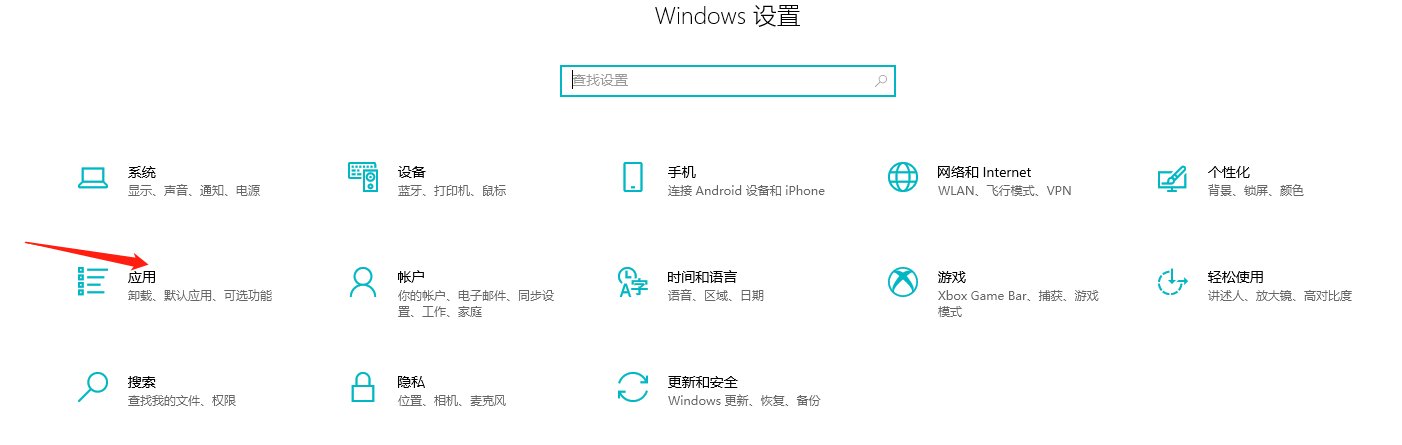 Windows 设置
查找设置
系统
显示、声音、通知、电源
设备
蓝牙、打印机、鼠标
手机
连接 Android 设备和 iPhone
网络和 Internet
WLAN、飞行模式、VPN
个性化
背景、锁屏、颜色
应用
卸载、默认应用、可选功能
帐户
你的帐户、电子邮件、同步设
置、工作、家庭
时间和语言
语音、区域、日期
游戏
Xbox Game Bar、捕获、游戏
模式
轻松使用
讲述人、放大镜、高对比度
搜索
查找我的文件、权限
隐私
位置、相机、麦克风
更新和安全
Windows 更新、恢复、备份